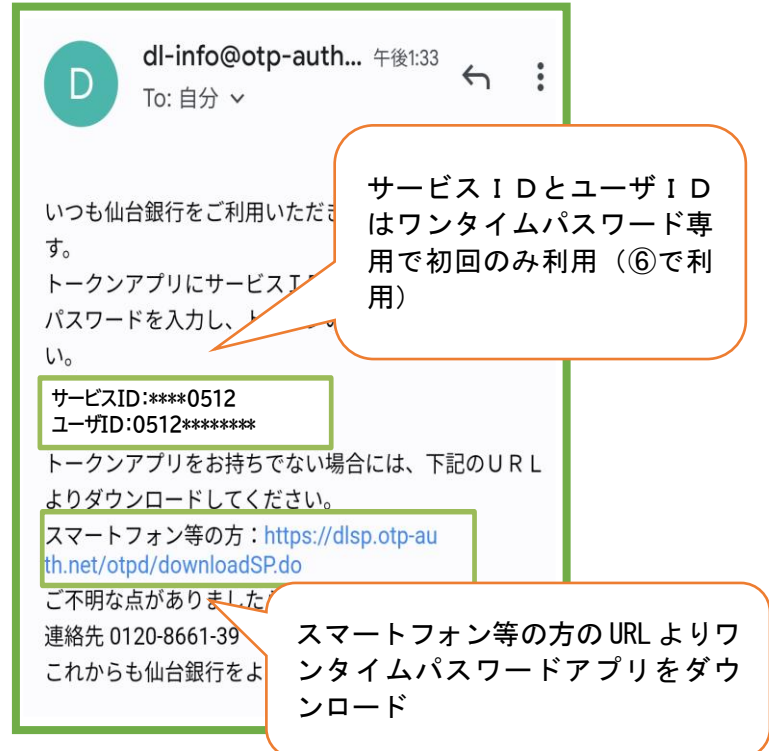 D
dl-info@otp-auth... 午後1:33
To: 自分
サービスＩＤとユーザＩＤ
はワンタイムパスワード専
用で初回のみ利用（⑥で利
用）
いつも仙台銀行をご利用いただき
す。
トークンアプリにサービスＩ
パスワードを入力し、
い。
サービスID:****0512
ユーザID:0512********
トークンアプリをお持ちでない場合には、下記のＵＲＬ
よりダウンロードしてください。
スマートフォン等の方：https://dlsp.otp-au
th.net/otpd/downloadSP.do
ご不明な点がありました
連絡先 0120-8661-39
これからも仙台銀行をよ
スマートフォン等の方の URL よりワ
ンタイムパスワードアプリをダウ
ンロード